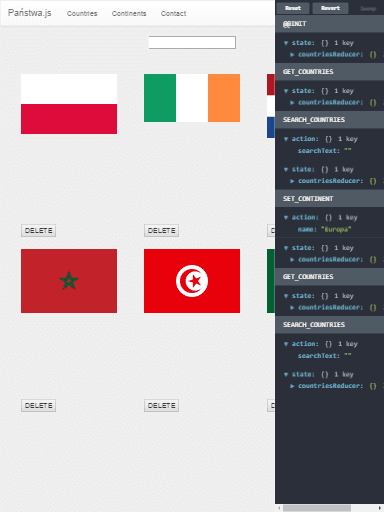 Państwa.js Countries Continents Contact
DELETE DELETE
DELETE DELETE
Reset Revert Sweep
@@INIT
▼ state: {} 1 key
▶ countriesReducer: {}
GET_COUNTRIES
▼ state: {} 1 key
▶ countriesReducer: {}
SEARCH_COUNTRIES
▼ action: {} 1 key
searchText: ""
▼ state: {} 1 key
▶ countriesReducer: {}
SET_CONTINENT
▼ action: {} 1 key
name: "Europa"
▼ state: {} 1 key
▶ countriesReducer: {}
GET_COUNTRIES
▼ state: {} 1 key
▶ countriesReducer: {}
SEARCH_COUNTRIES
▼ action: {} 1 key
searchText: ""
▼ state: {} 1 key
▶ countriesReducer: {}